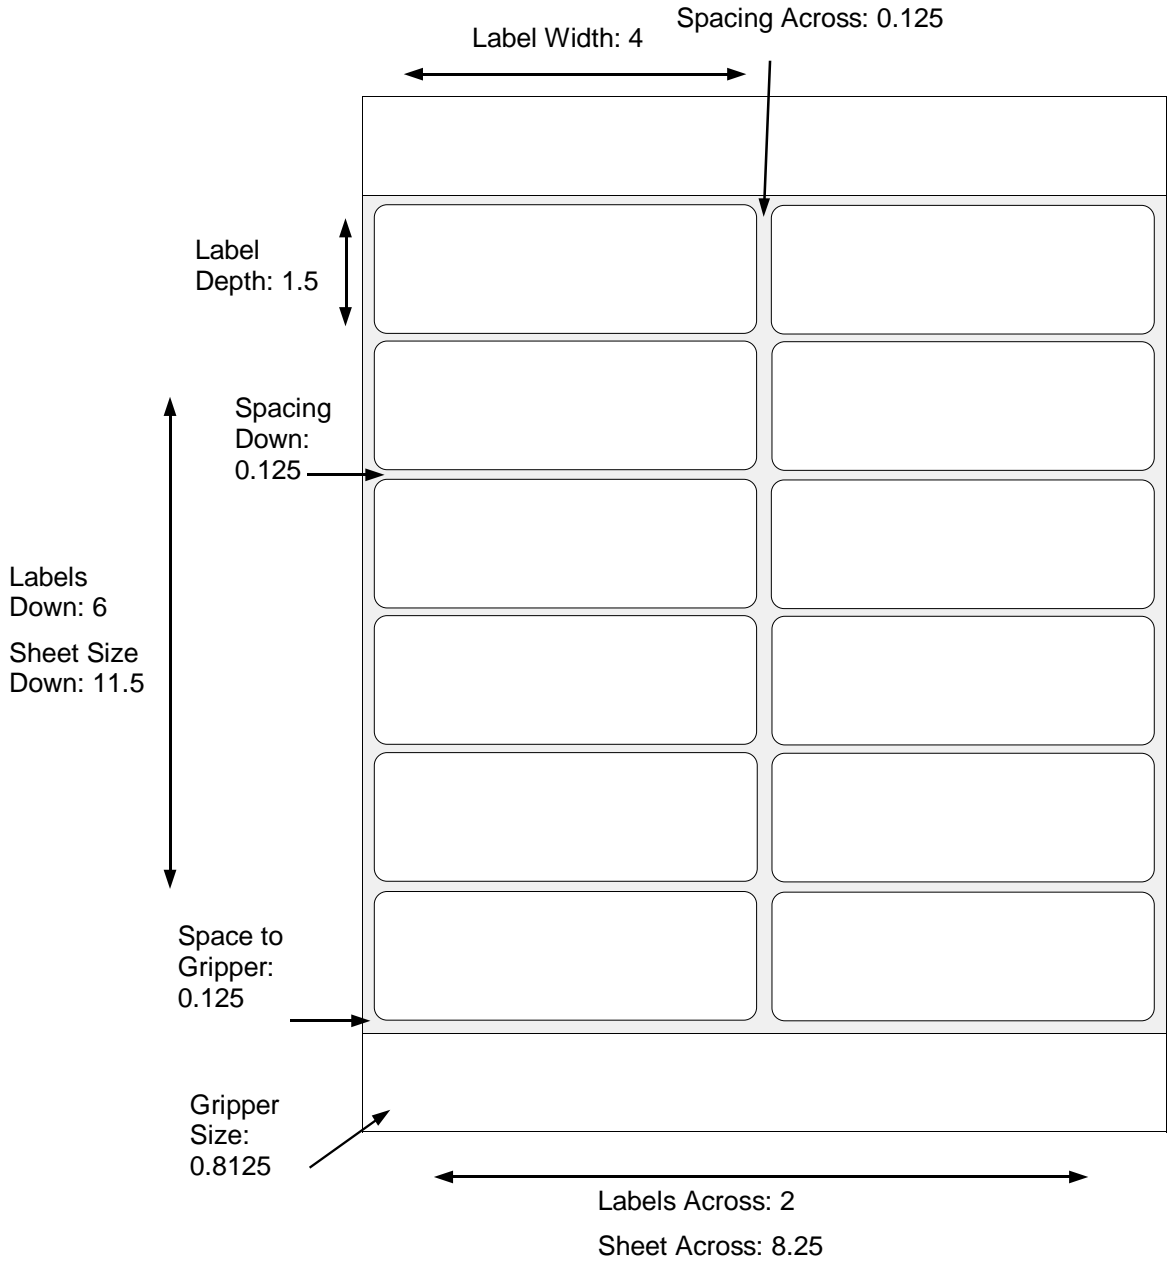 Spacing Across: 0.125
Label Width: 4
Label
Depth: 1.5
Spacing
Down:
0.125
Labels
Down: 6
Sheet Size
Down: 11.5
Space to
Gripper:
0.125
Gripper
Size:
0.8125
Labels Across: 2
Sheet Across: 8.25